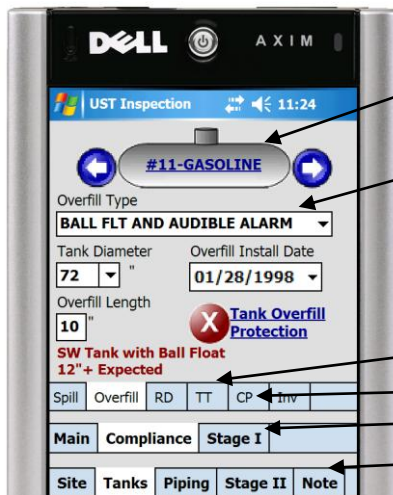 DELL AXIM
UST Inspection 11:24
#11-GASOLINE
Overfill Type
BALL FLT AND AUDIBLE ALARM
Tank Diameter Overfill Install Date
72 " 01/28/1998
Overfill Length
10 " X Tank Overfill
Protection
SW Tank with Ball Float
12"+ Expected
Spill Overfill RD TT CP Inv
Main Compliance Stage I
Site Tanks Piping Stage II Note